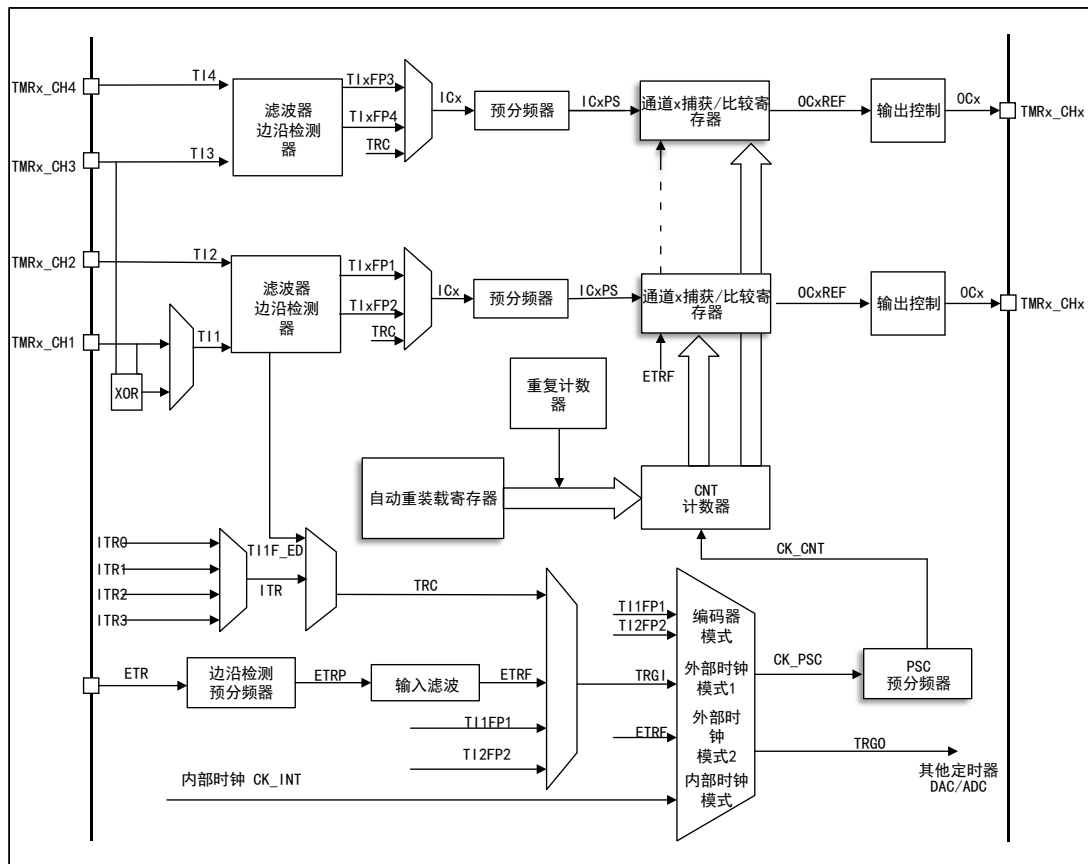 TMRx_CH4
TI4
滤波器
边沿检测
器
TIxFP3
TIxFP4
TRC
ICx
预分频器
ICxPS
通道x捕获/比较寄
存器
OCxREF
输出控制
OCx
TMRx_CHx
TMRx_CH3
TI3
TMRx_CH2
TI2
滤波器
边沿检测
器
TIxFP1
TIxFP2
TRC
ICx
预分频器
ICxPS
通道x捕获/比较寄
存器
OCxREF
输出控制
OCx
TMRx_CHx
TMRx_CH1
TI1
XOR
ETRF
重复计数
器
自动重装载寄存器
CNT
计数器
CK_CNT
ITR0
ITR1
ITR2
ITR3
ITR
TI1F_ED
TRC
TI1FP1
TI2FP2
编码器
模式
ETR
边沿检测
预分频器
ETRP
输入滤波
ETRF
TRGI
外部时钟
模式1
CK_PSC
PSC
预分频器
TI1FP1
TI2FP2
ETRF
外部时
钟
模式2
TRGO
其他定时器
DAC/ADC
内部时钟 CK_INT
内部时钟
模式